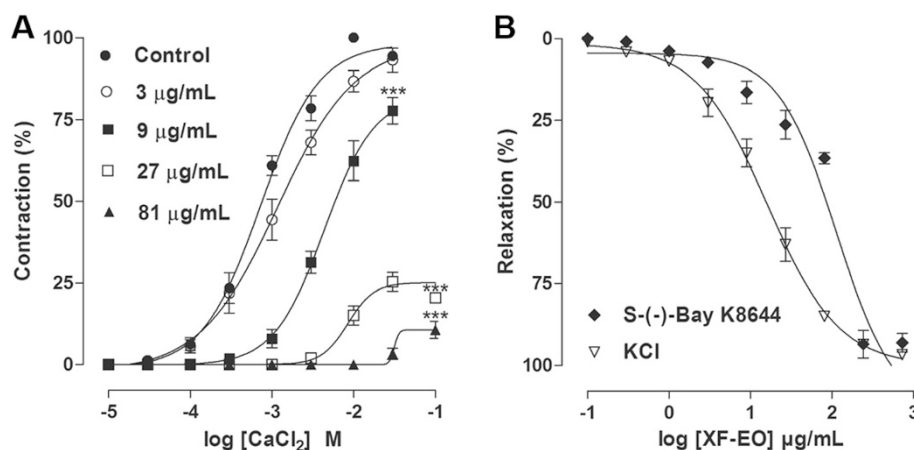 A
Contraction (%)
100
75
50
25
0
Control
3 μg/mL
9 μg/mL
27 μg/mL
81 μg/mL
***
***
***
-5 -4 -3 -2 -1
log [CaCl₂] M
B
Relaxation (%)
0
25
50
75
100
S-(-)-Bay K8644
KCl
-1 0 1 2 3
log [XF-EO] μg/mL